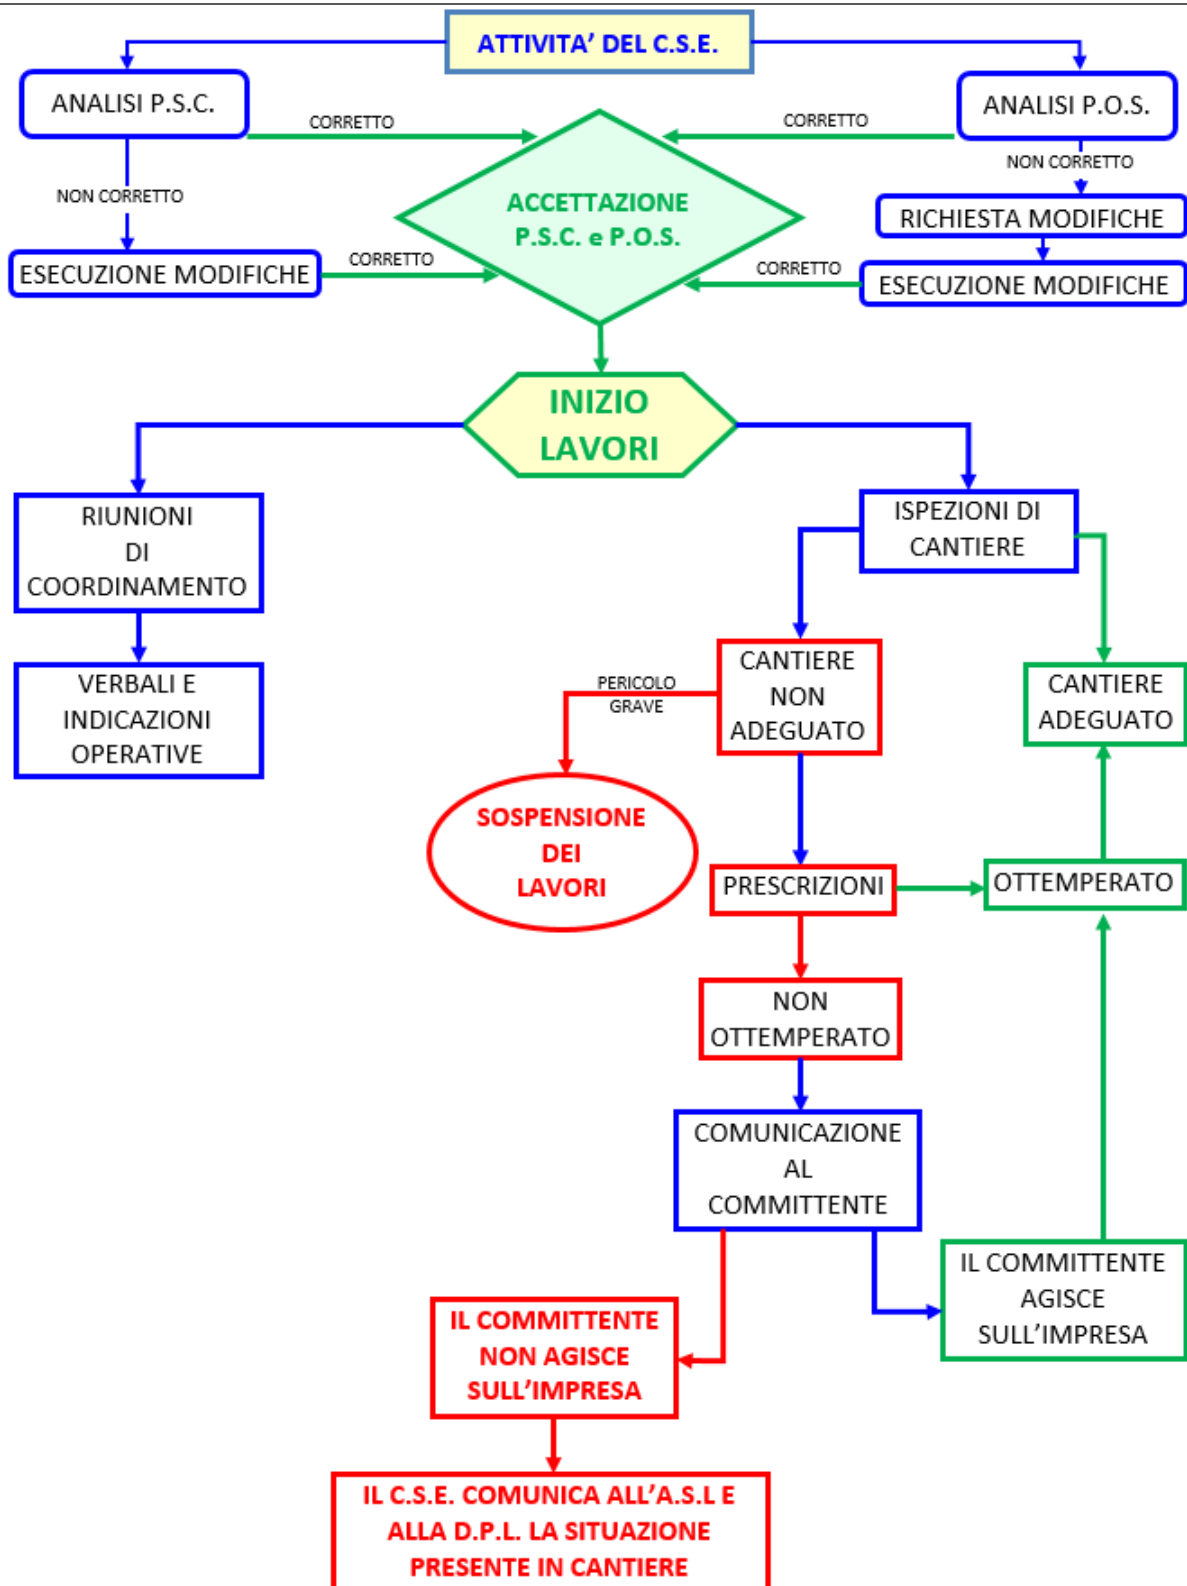 ATTIVITA’ DEL C.S.E.
ANALISI P.S.C.
ANALISI P.O.S.
CORRETTO
CORRETTO
NON CORRETTO
NON CORRETTO
ACCETTAZIONE
P.S.C. e P.O.S.
RICHIESTA MODIFICHE
ESECUZIONE MODIFICHE
CORRETTO
CORRETTO
ESECUZIONE MODIFICHE
INIZIO
LAVORI
RIUNIONI
DI
COORDINAMENTO
ISPEZIONI DI
CANTIERE
VERBALI E
INDICAZIONI
OPERATIVE
PERICOLO
GRAVE
CANTIERE
NON
ADEGUATO
CANTIERE
ADEGUATO
SOSPENSIONE
DEI
LAVORI
PRESCRIZIONI
OTTEMPERATO
NON
OTTEMPERATO
COMUNICAZIONE
AL
COMMITTENTE
IL COMMITTENTE
AGISCE
SULL’IMPRESA
IL COMMITTENTE
NON AGISCE
SULL’IMPRESA
IL C.S.E. COMUNICA ALL’A.S.L E
ALLA D.P.L. LA SITUAZIONE
PRESENTE IN CANTIERE